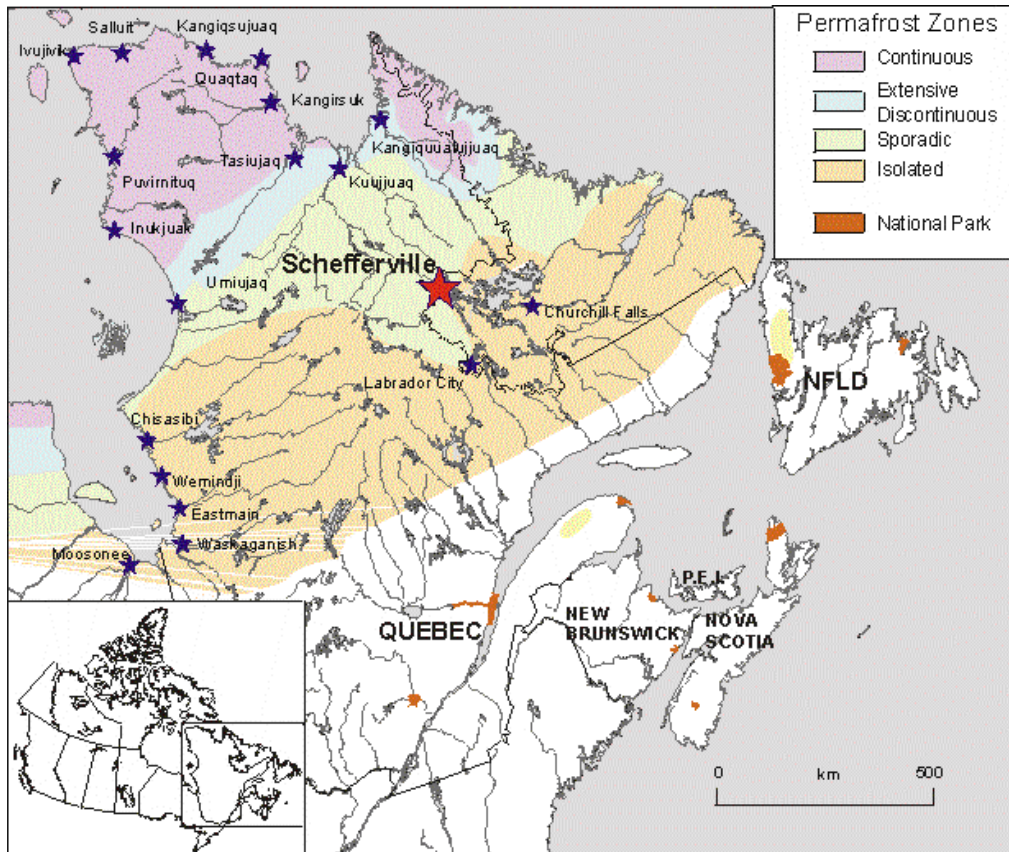 Permafrost Zones
Continuous
Extensive
Discontinuous
Sporadic
Isolated
National Park
Salluit
Kangiqsujuaq
Ivujivik
Quaqtaq
Kangirsuk
Kangiquualujjuaq
Tasiujaq
Kuujjuaq
Puvirnituq
Inukjuak
Schefferville
Umiujaq
Churchill Falls
Labrador City
NFLD
Chisasibi
Wemindji
Eastmain
Waskaganish
Moosonee
P.E.I.
QUEBEC
NEW
BRUNSWICK
NOVA
SCOTIA
0
km
500